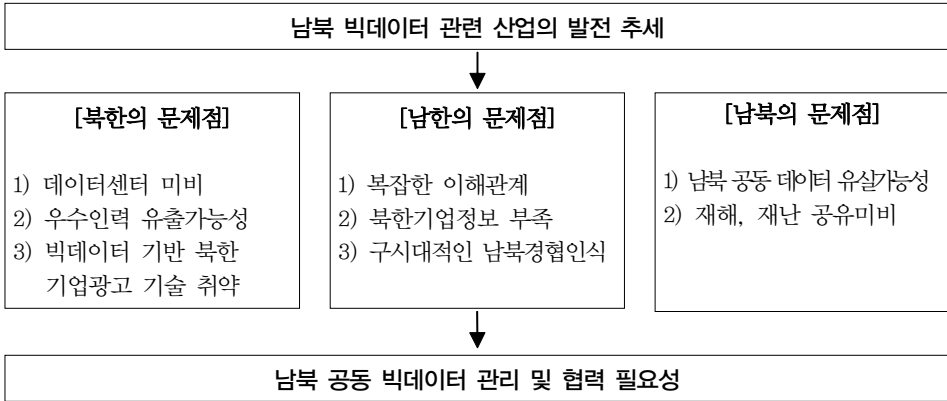 남북 빅데이터 관련 산업의 발전 추세
[북한의 문제점]
1) 데이터센터 미비
2) 우수인력 유출가능성
3) 빅데이터 기반 북한
기업광고 기술 취약
[남한의 문제점]
1) 복잡한 이해관계
2) 북한기업정보 부족
3) 구시대적인 남북경협인식
[남북의 문제점]
1) 남북 공동 데이터 유실가능성
2) 재해, 재난 공유미비
남북 공동 빅데이터 관리 및 협력 필요성